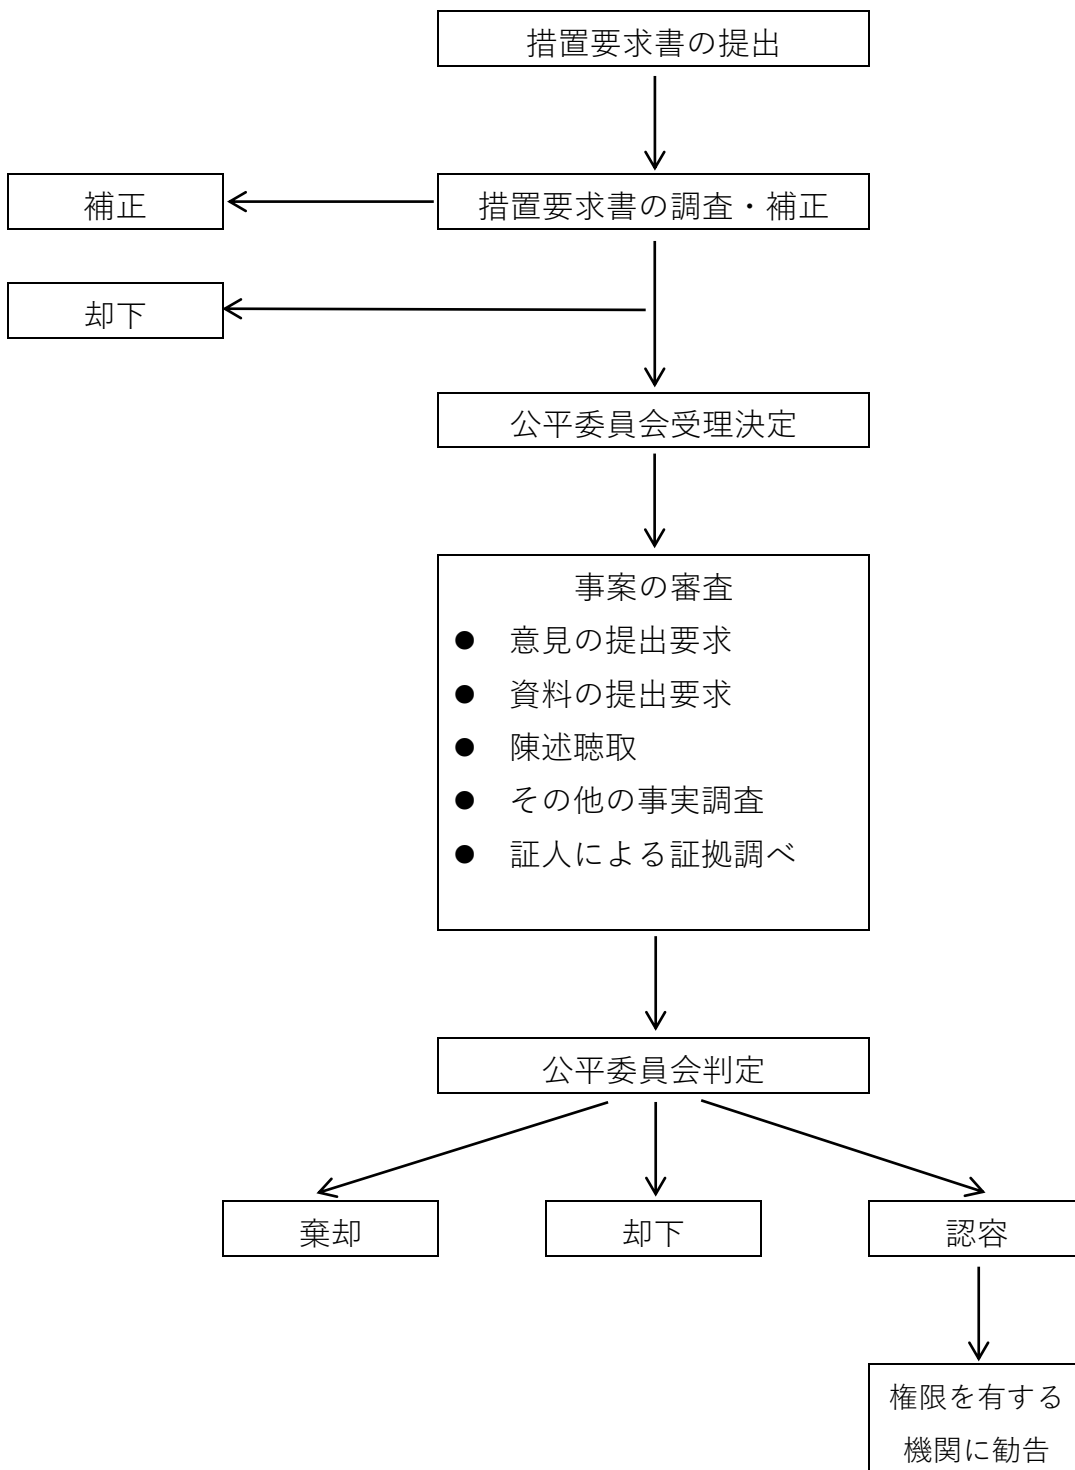 措置要求書の提出
補正
措置要求書の調査・補正
却下
公平委員会受理決定
事案の審査
● 意見の提出要求
● 資料の提出要求
● 陳述聴取
● その他の事実調査
● 証人による証拠調べ
公平委員会判定
棄却
却下
認容
権限を有する
機関に勧告